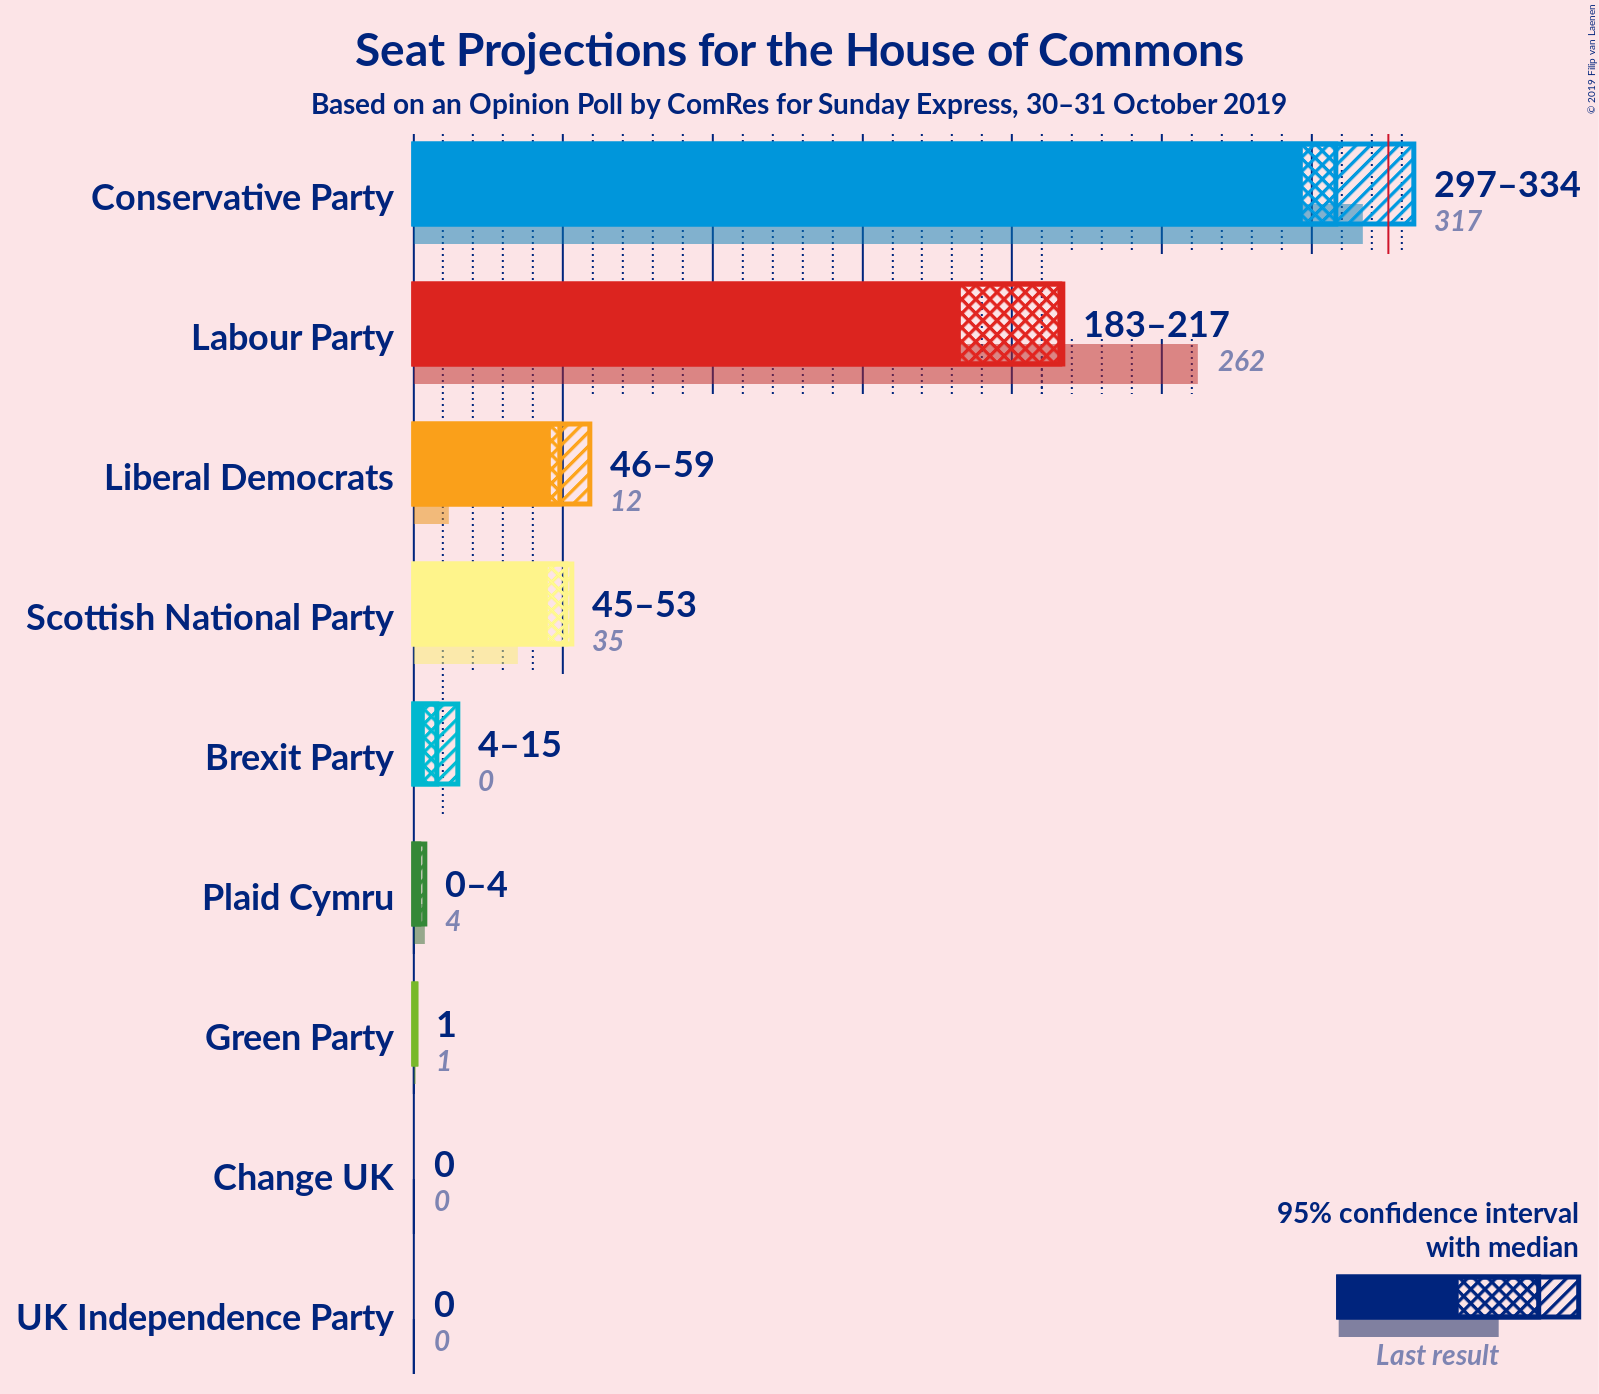 Seat Projections for the House of Commons
Based on an Opinion Poll by ComRes for Sunday Express, 30–31 October 2019
© 2019 Filip van Laenen
Conservative Party
297–334
317
Labour Party
183–217
262
Liberal Democrats
46–59
12
Scottish National Party
45–53
35
Brexit Party
4–15
0
Plaid Cymru
0–4
4
Green Party
1
1
Change UK
0
0
UK Independence Party
0
0
95% confidence interval
with median
Last result